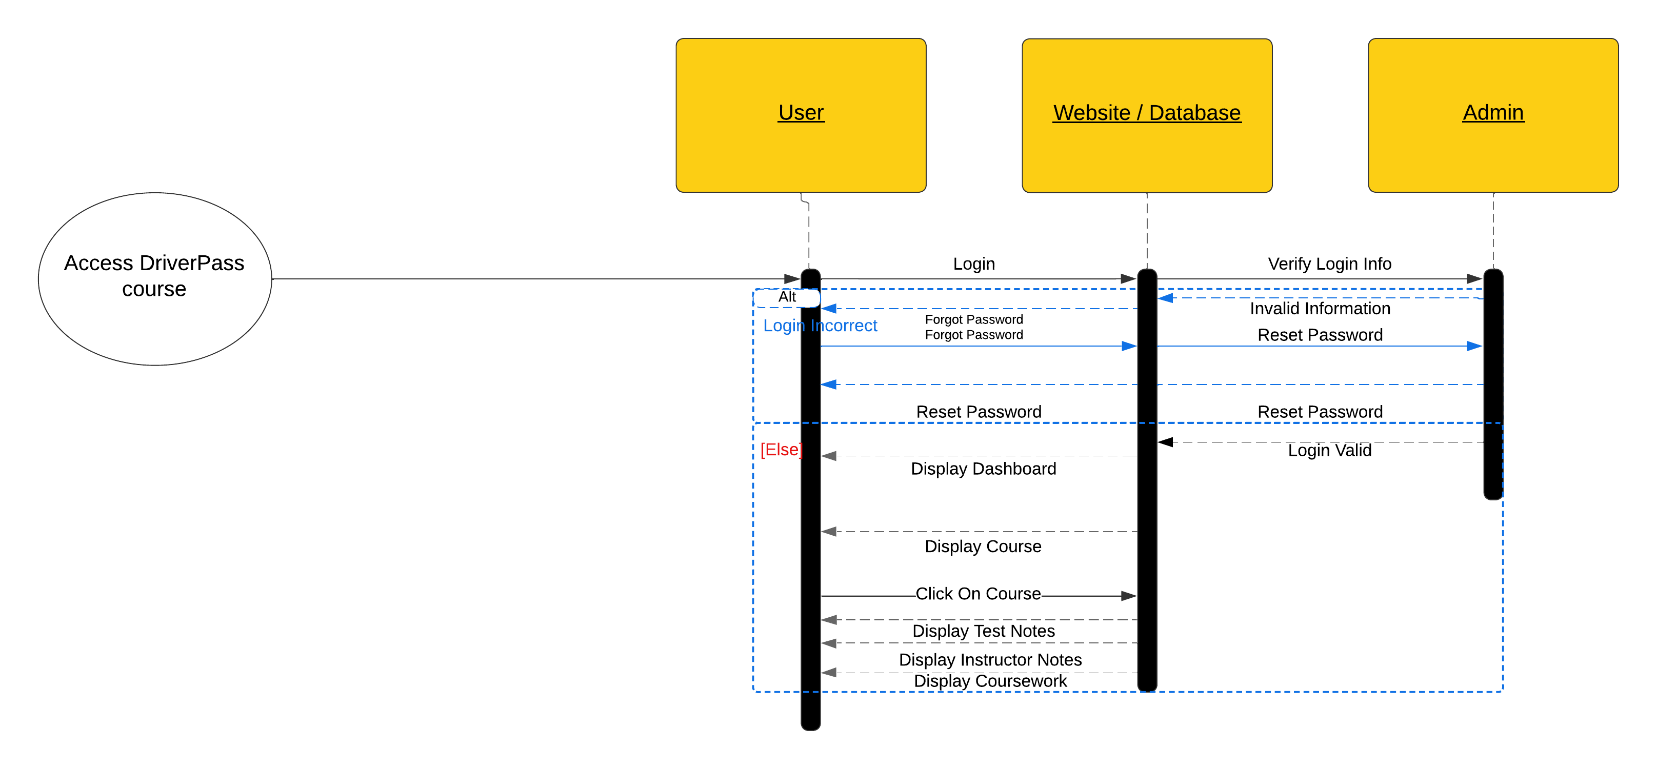 User
Website / Database
Admin
Access DriverPass
course
Login
Verify Login Info
Alt
Invalid Information
Login Incorrect
Forgot Password
Forgot Password
Reset Password
Reset Password
Reset Password
[Else]
Login Valid
Display Dashboard
Display Course
Click On Course
Display Test Notes
Display Instructor Notes
Display Coursework